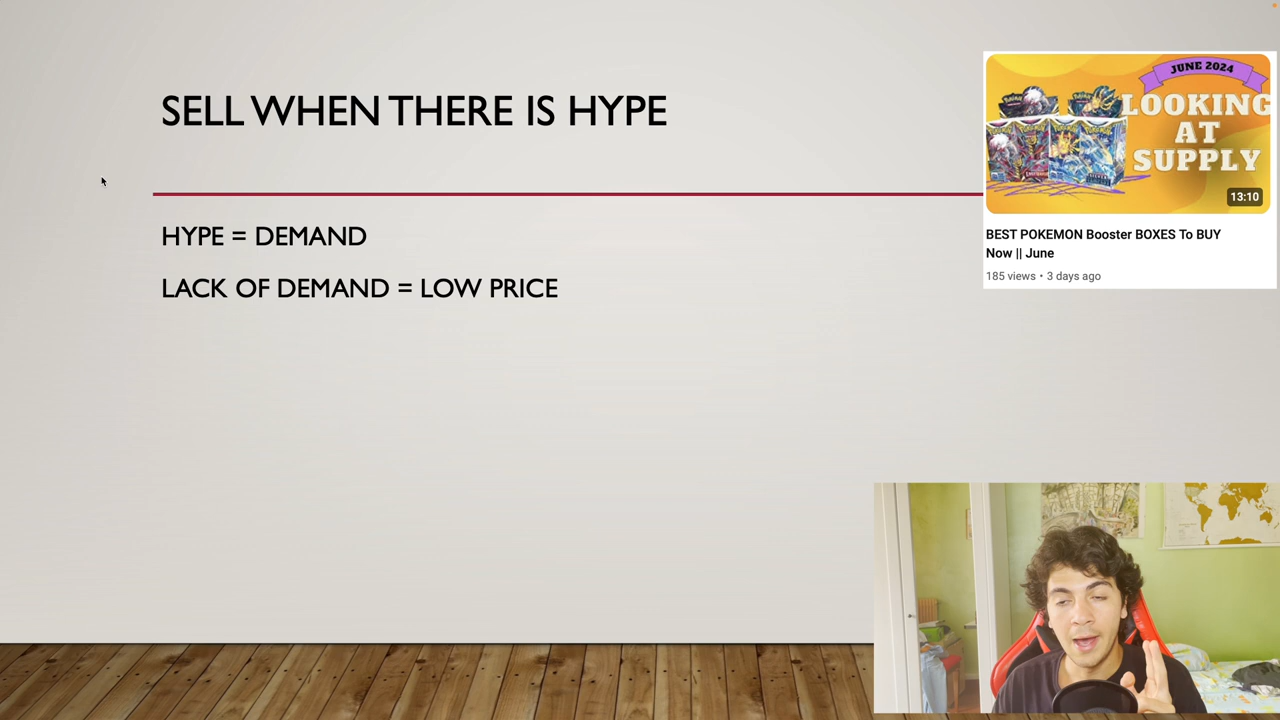 SELL WHEN THERE IS HYPE
HYPE = DEMAND
LACK OF DEMAND = LOW PRICE
JUNE 2024
LOOKING
AT
SUPPLY
13:10
BEST POKEMON Booster BOXES To BUY
Now || June
185 views • 3 days ago